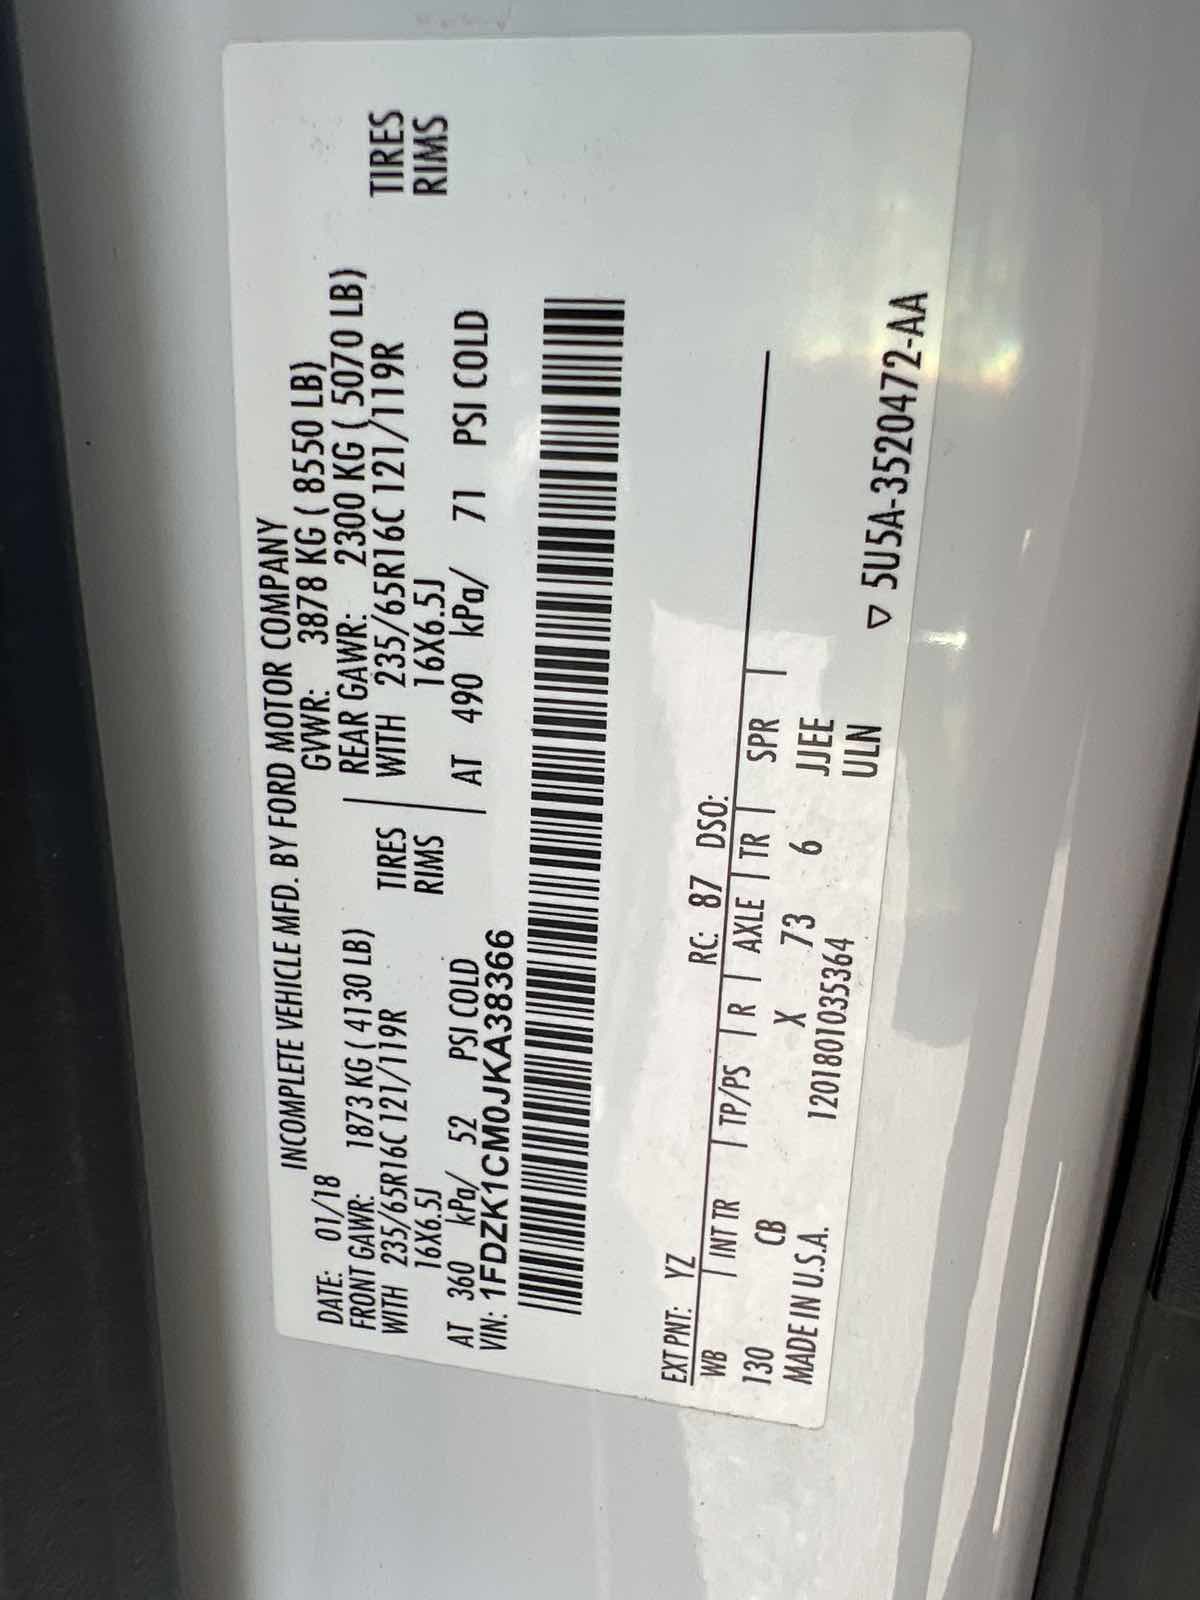 INCOMPLETE VEHICLE MFD. BY FORD MOTOR COMPANY
DATE: 01/18 GVWR: 3878 KG ( 8550 LB)
FRONT GAWR: 1873 KG ( 4130 LB) REAR GAWR: 2300 KG ( 5070 LB)
WITH 235/65R16C 121/119R TIRES WITH 235/65R16C 121/119R TIRES
16X6.5J RIMS 16X6.5J RIMS
AT 360 kPa/ 52 PSI COLD AT 490 kPa/ 71 PSI COLD
VIN: 1FDZK1CM0JKA38366
EXT PNT: YZ RC: 87 DSO:
WB INT TR TP/PS R AXLE TR SPR
130 CB X 73 6 JJEE
MADE IN U.S.A. 120181035364 ULN
▽ 5U5A-3520472-AA